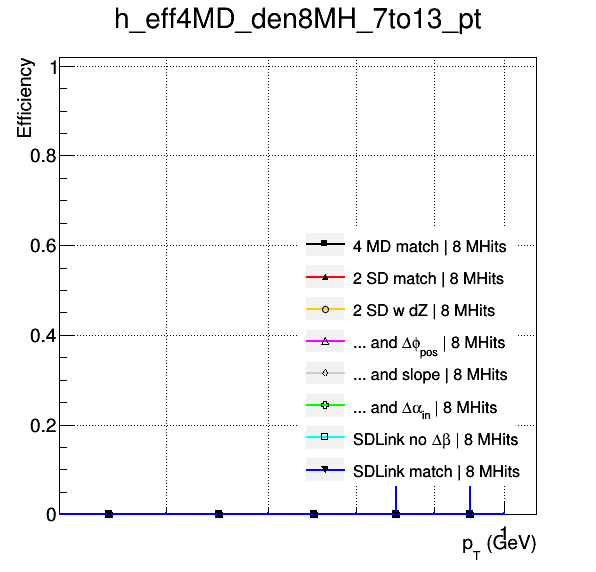 h_eff4MD_den8MH_7to13_pt
Efficiency
1
0.8
0.6
0.4
0.2
0
4 MD match | 8 MHits
2 SD match | 8 MHits
2 SD w dZ | 8 MHits
... and Δϕpos | 8 MHits
... and slope | 8 MHits
... and Δαin | 8 MHits
SDLink no Δβ | 8 MHits
SDLink match | 8 MHits
1
pT (GeV)